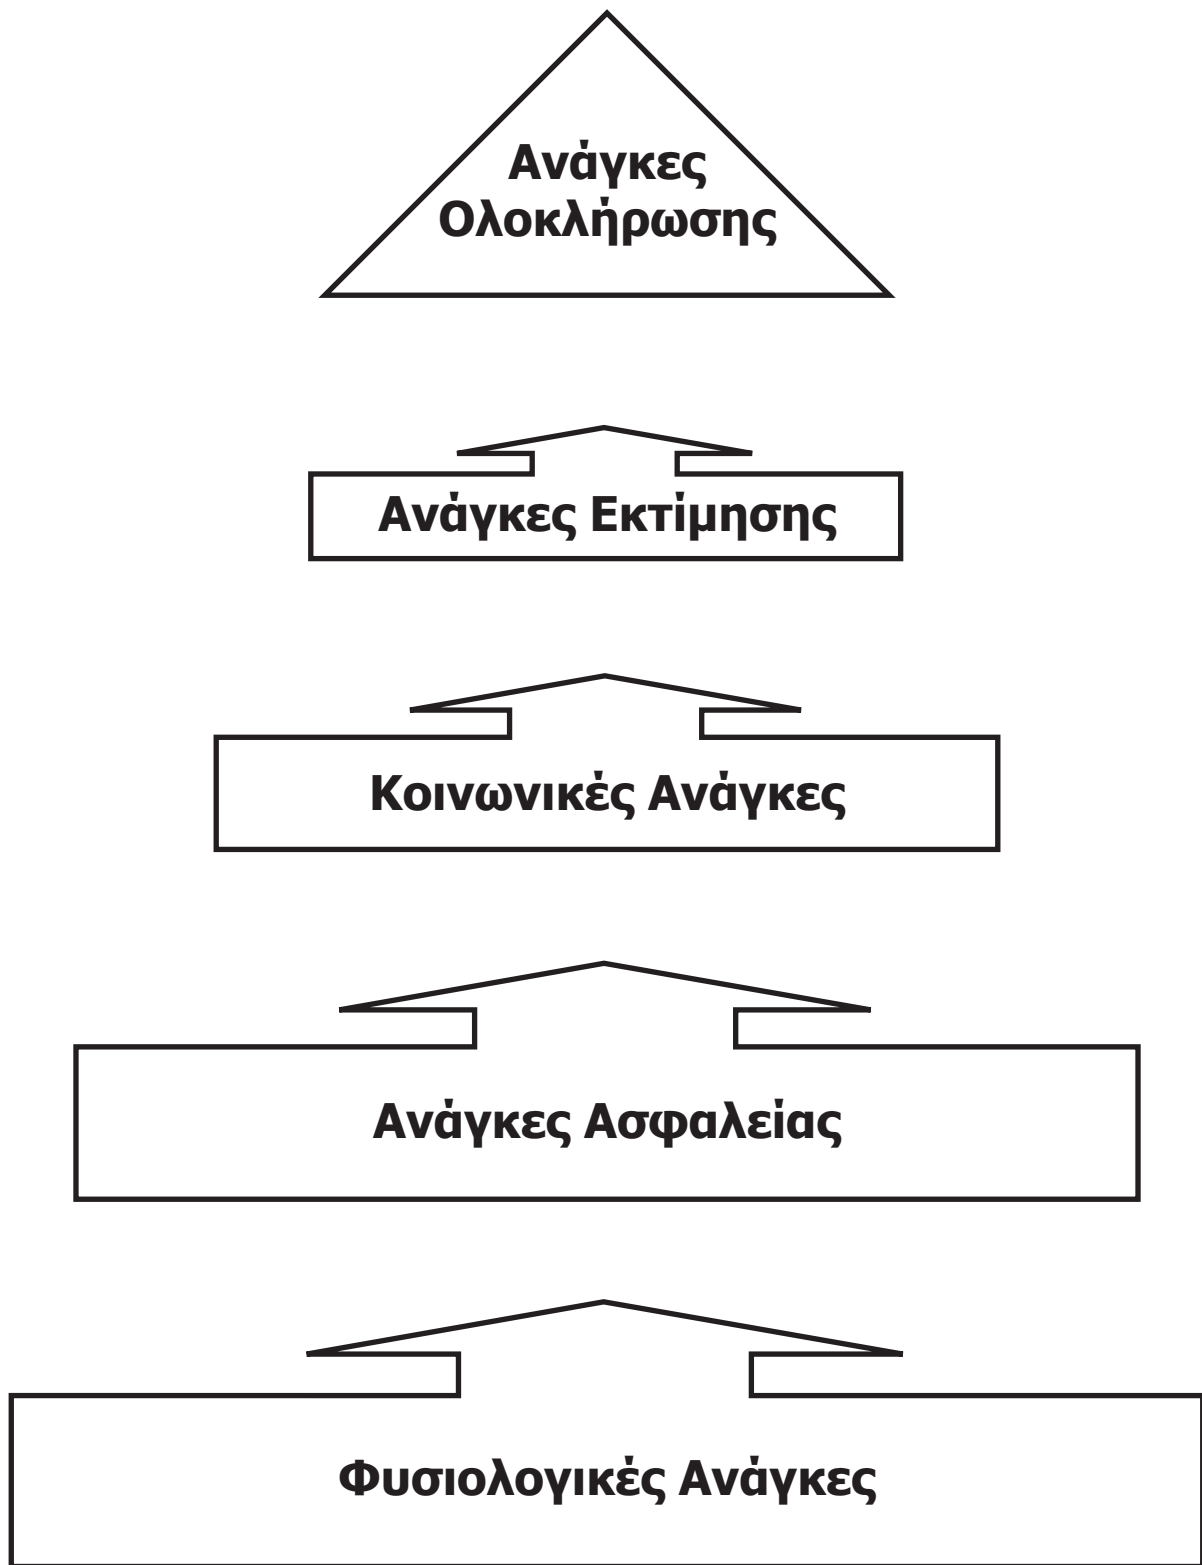 Ανάγκες
Ολοκλήρωσης
Ανάγκες Εκτίμησης
Κοινωνικές Ανάγκες
Ανάγκες Ασφαλείας
Φυσιολογικές Ανάγκες